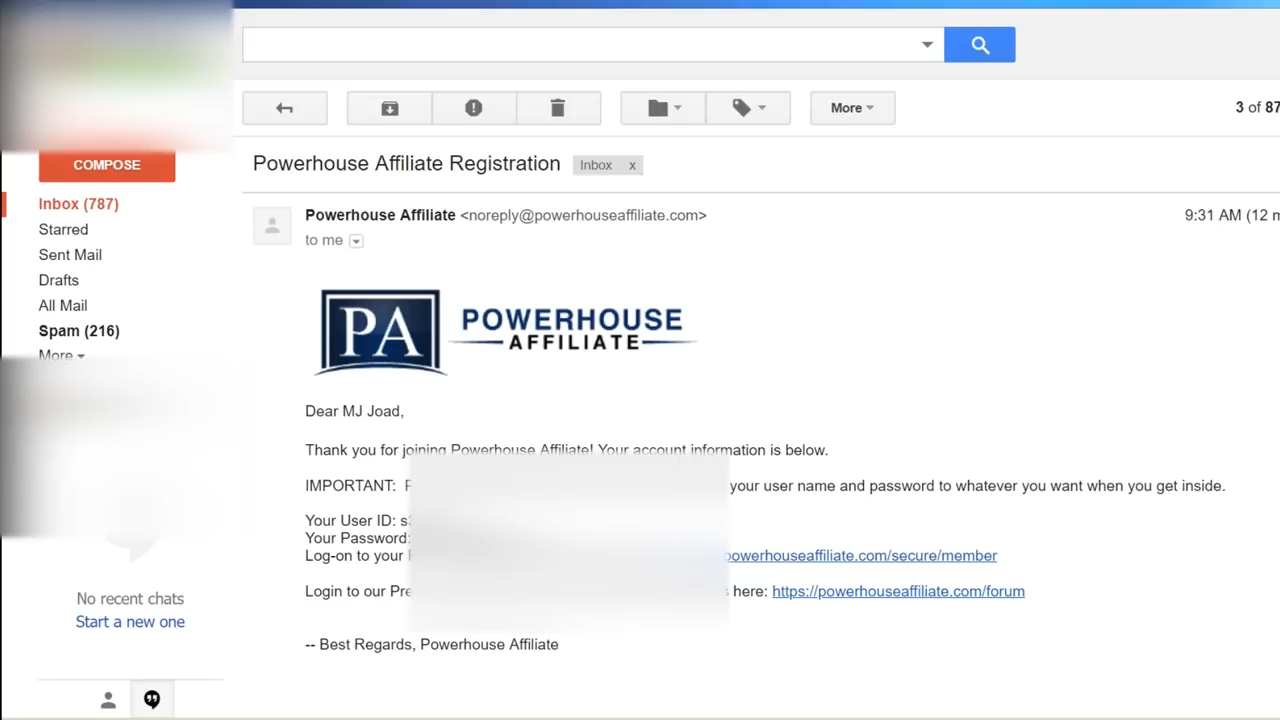 3 of 87
Powerhouse Affiliate Registration Inbox x
COMPOSE
Inbox (787)
Starred
Sent Mail
Drafts
All Mail
Spam (216)
More
Powerhouse Affiliate <noreply@powerhouseaffiliate.com>
9:31 AM (12 m
to me
More
PA POWERHOUSE
AFFILIATE
Dear MJ Joad,
Thank you for joining Powerhouse Affiliate! Your account information is below.
IMPORTANT: your user name and password to whatever you want when you get inside.
Your User ID:
Your Password:
Log-on to your powerhouseaffiliate.com/secure/member
Login to our Pre here: https://powerhouseaffiliate.com/forum
-- Best Regards, Powerhouse Affiliate
No recent chats
Start a new one